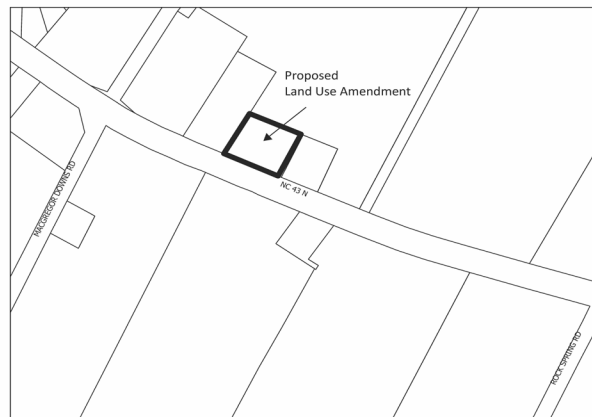 Proposed
Land Use Amendment
MACGREGOR DOWNS RD
NC 43 N
ROCK SPRING RD